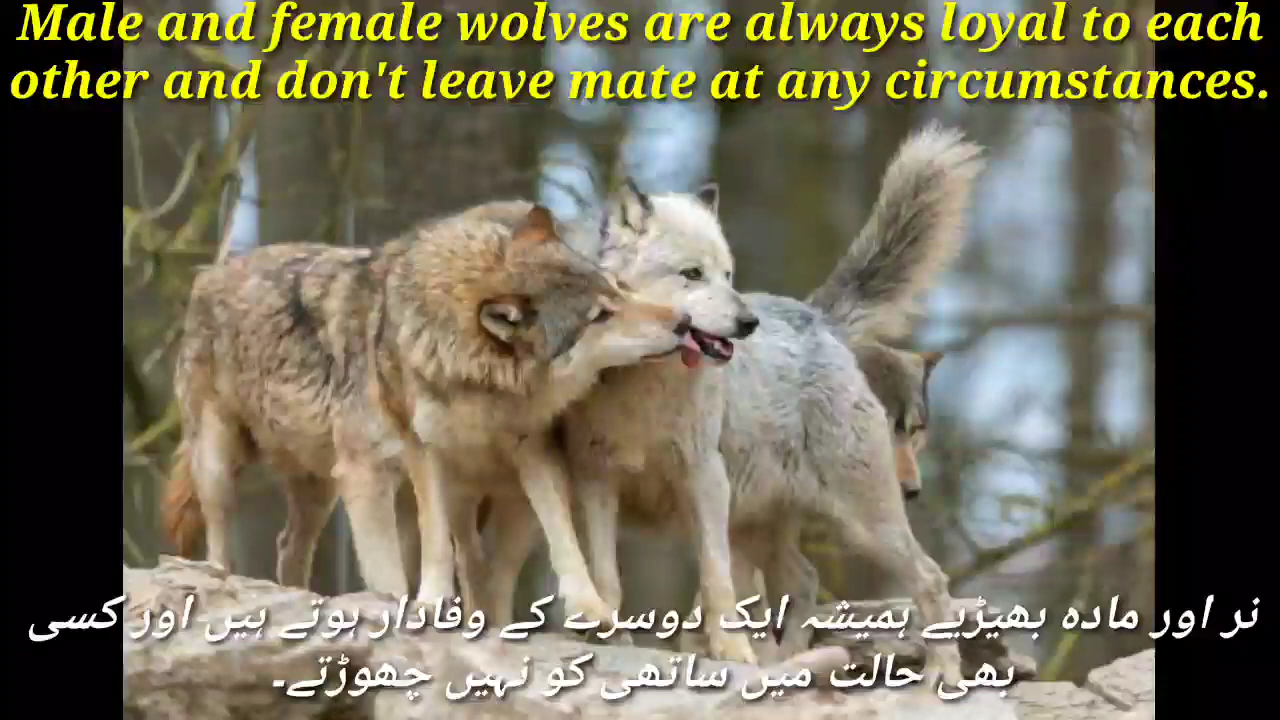 Male and female wolves are always loyal to each
other and don't leave mate at any circumstances.
نر اور مادہ بھیڑیے ہمیشہ ایک دوسرے کے وفادار ہوتے ہیں اور کسی
بھی حالت میں ساتھی کو نہیں چھوڑتے۔